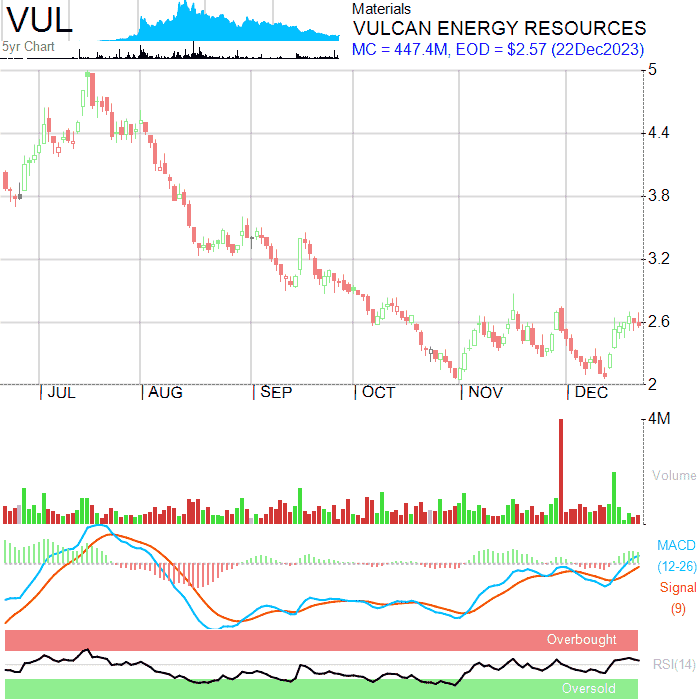 VUL
5yr Chart
Materials
VULCAN ENERGY RESOURCES
MC = 447.4M, EOD = $2.57 (22Dec2023)
5
4.4
3.8
3.2
2.6
2
JUL AUG SEP OCT NOV DEC
4M
Volume
MACD
(12-26)
Signal
(9)
Overbought
RSI(14)
Oversold